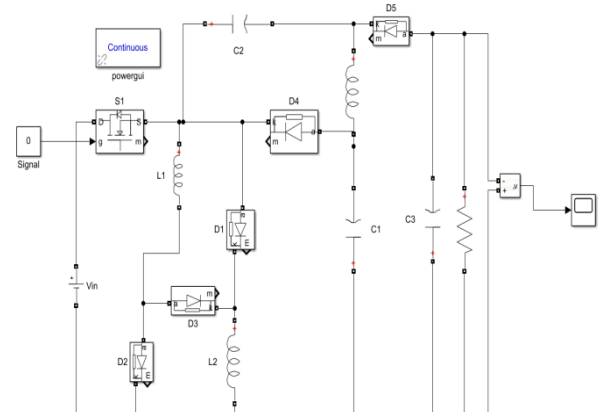 D5
C2
Continuous
powergui
S1
D4
D
S
g
m
k
m
a
k
m
a
0
Signal
L1
a
D1
k
m
C1
C3
-
+
v
+
Vin
a
m
k
D3
D2
a
k
m
L2